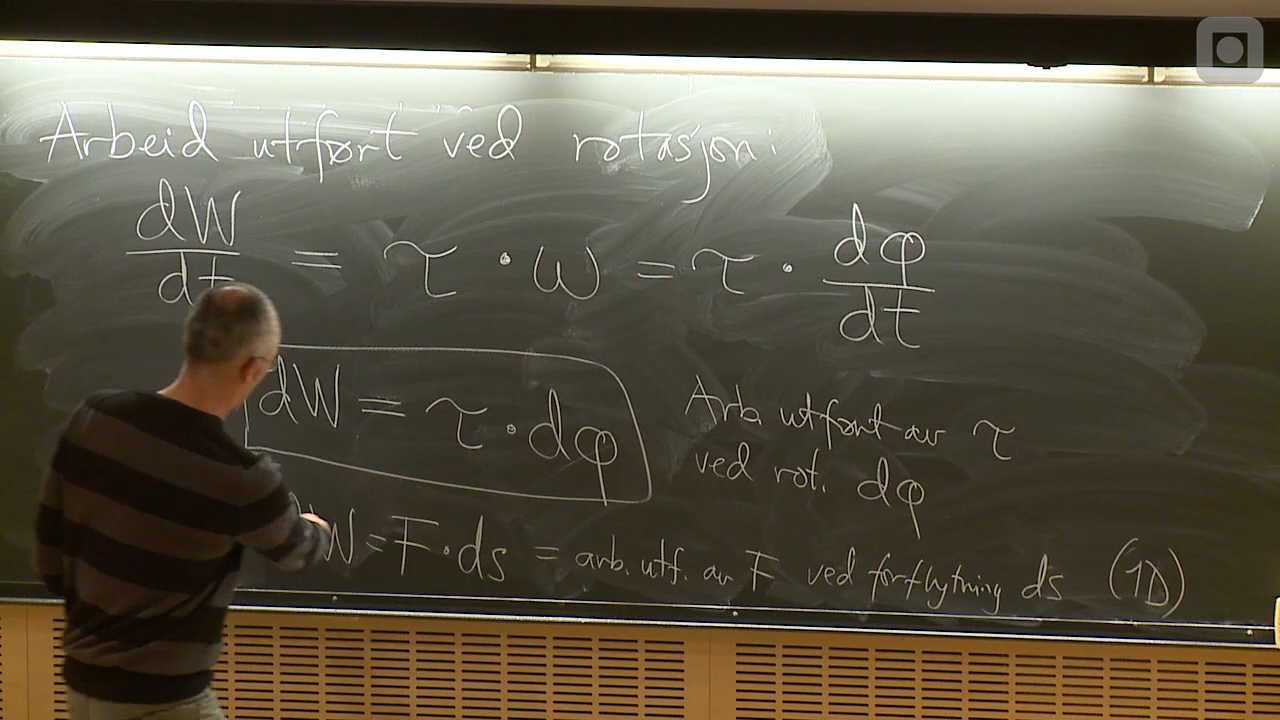 Arbeid utført ved rotasjon:
dW/dt = τ · ω = τ · dφ/dt
dW = τ · dφ
Arb. utført av τ
ved rot. dφ
dW = F · ds = arb. utf. av F ved forflytning ds (1D)